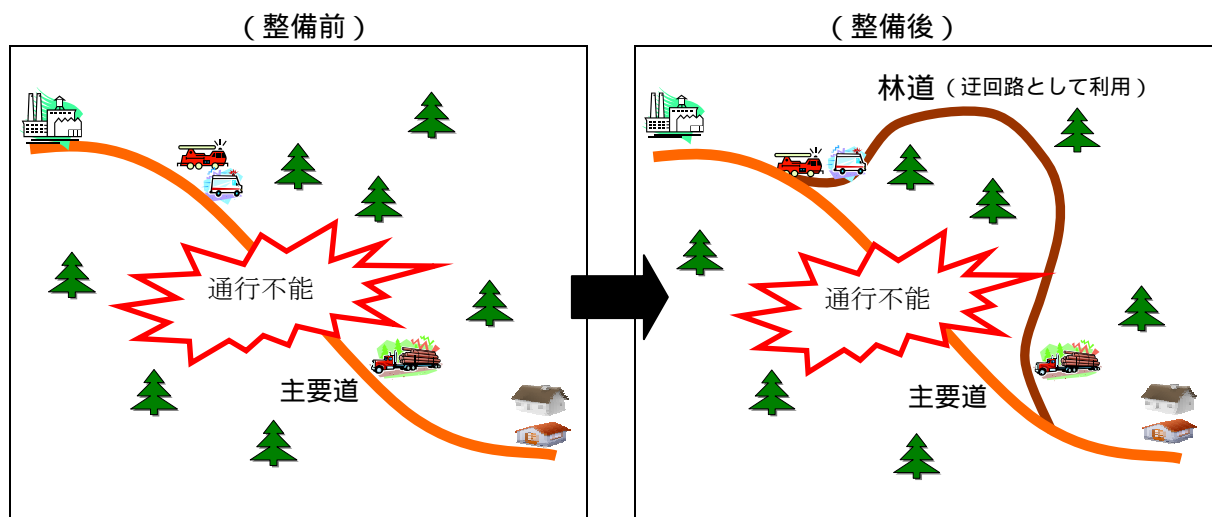 （整備前）
通行不能
主要道
（整備後）
林道（迂回路として利用）
通行不能
主要道